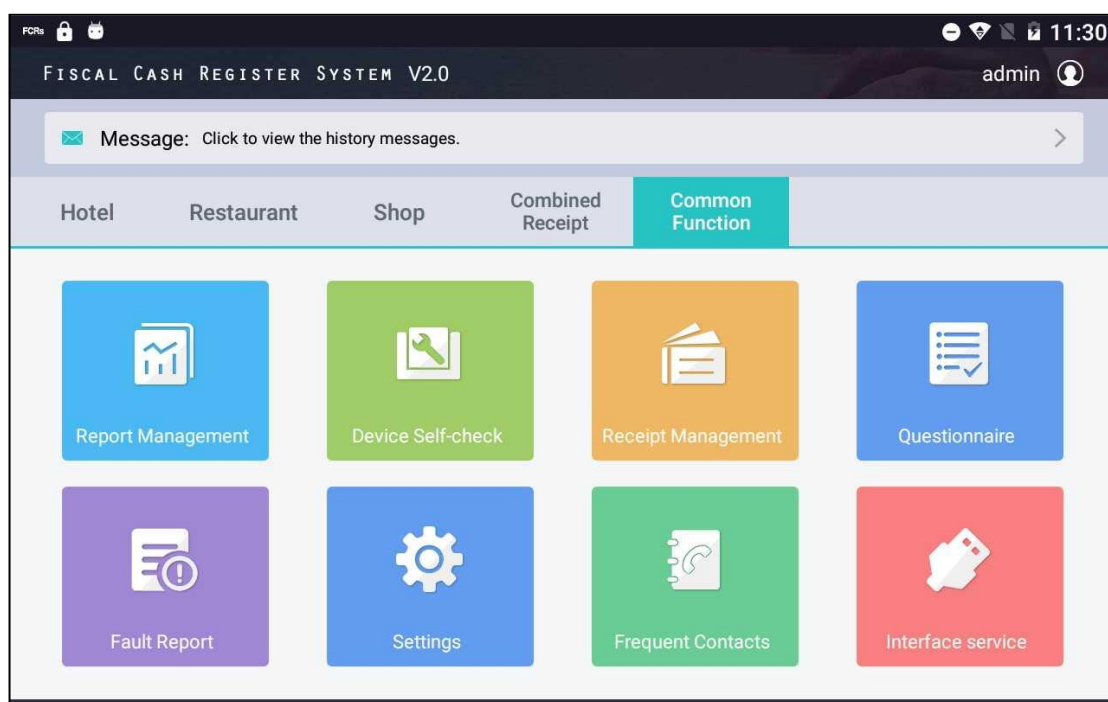 FCRs
11:30
FISCAL CASH REGISTER SYSTEM V2.0
admin
Message: Click to view the history messages.
Hotel
Restaurant
Shop
Combined
Receipt
Common
Function
Report Management
Device Self-check
Receipt Management
Questionnaire
Fault Report
Settings
Frequent Contacts
Interface service